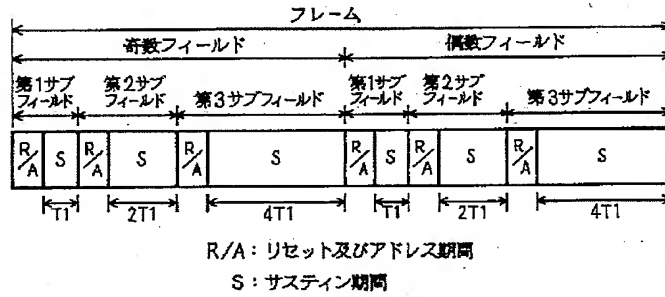 フレーム
奇数フィールド 偶数フィールド
第1サブフィールド 第2サブフィールド 第3サブフィールド 第1サブフィールド 第2サブフィールド 第3サブフィールド
R/A S R/A S R/A S R/A S R/A S R/A S
T1 2T1 4T1 T1 2T1 4T1
R/A：リセット及びアドレス期間
S：サスティン期間